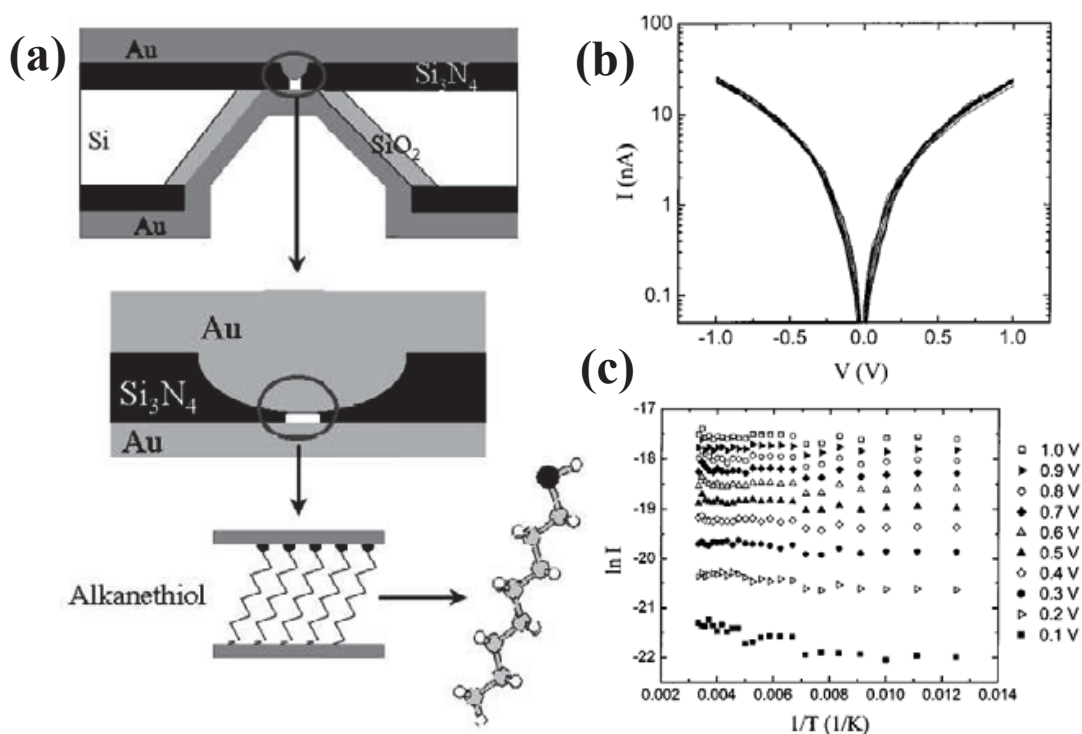 (a)
Au
Si3N4
Si
SiO2
Au
Au
Si3N4
Au
Alkanethiol
(b)
100
10
1
0.1
I (nA)
-1.0 -0.5 0.0 0.5 1.0
V (V)
(c)
-17
-18
-19
-20
-21
-22
ln I
0.002 0.004 0.006 0.008 0.010 0.012 0.014
1/T (1/K)
1.0 V
0.9 V
0.8 V
0.7 V
0.6 V
0.5 V
0.4 V
0.3 V
0.2 V
0.1 V